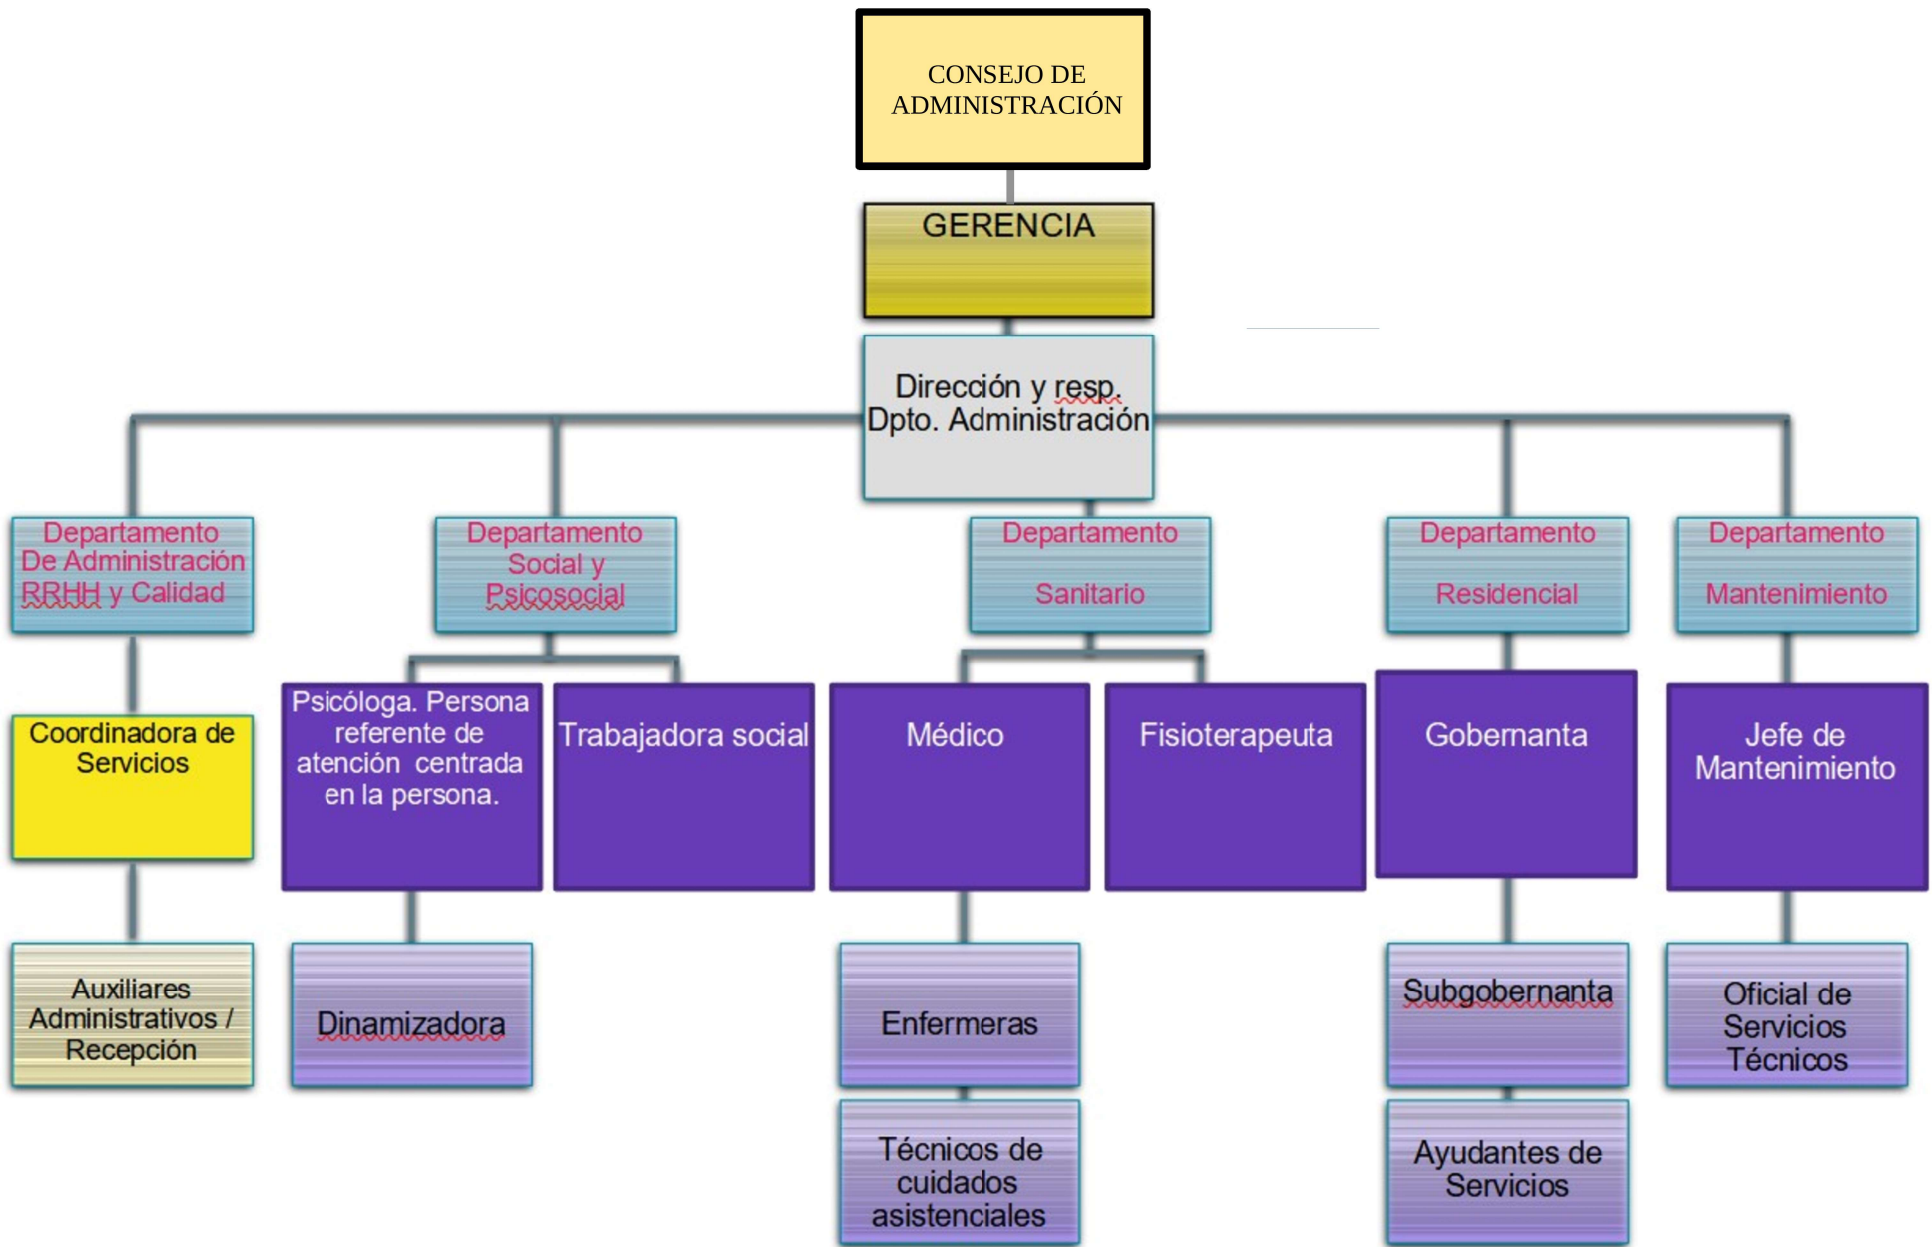 CONSEJO DE
ADMINISTRACIÓN
GERENCIA
Dirección y resp.
Dpto. Administración
Departamento
De Administración
RRHH y Calidad
Departamento
Social y
Psicosocial
Departamento
Sanitario
Departamento
Residencial
Departamento
Mantenimiento
Coordinadora de
Servicios
Psicóloga. Persona
referente de
atención centrada
en la persona.
Trabajadora social
Médico
Fisioterapeuta
Gobernanta
Jefe de
Mantenimiento
Auxiliares
Administrativos /
Recepción
Dinamizadora
Enfermeras
Subgobernanta
Oficial de
Servicios
Técnicos
Técnicos de
cuidados
asistenciales
Ayudantes de
Servicios